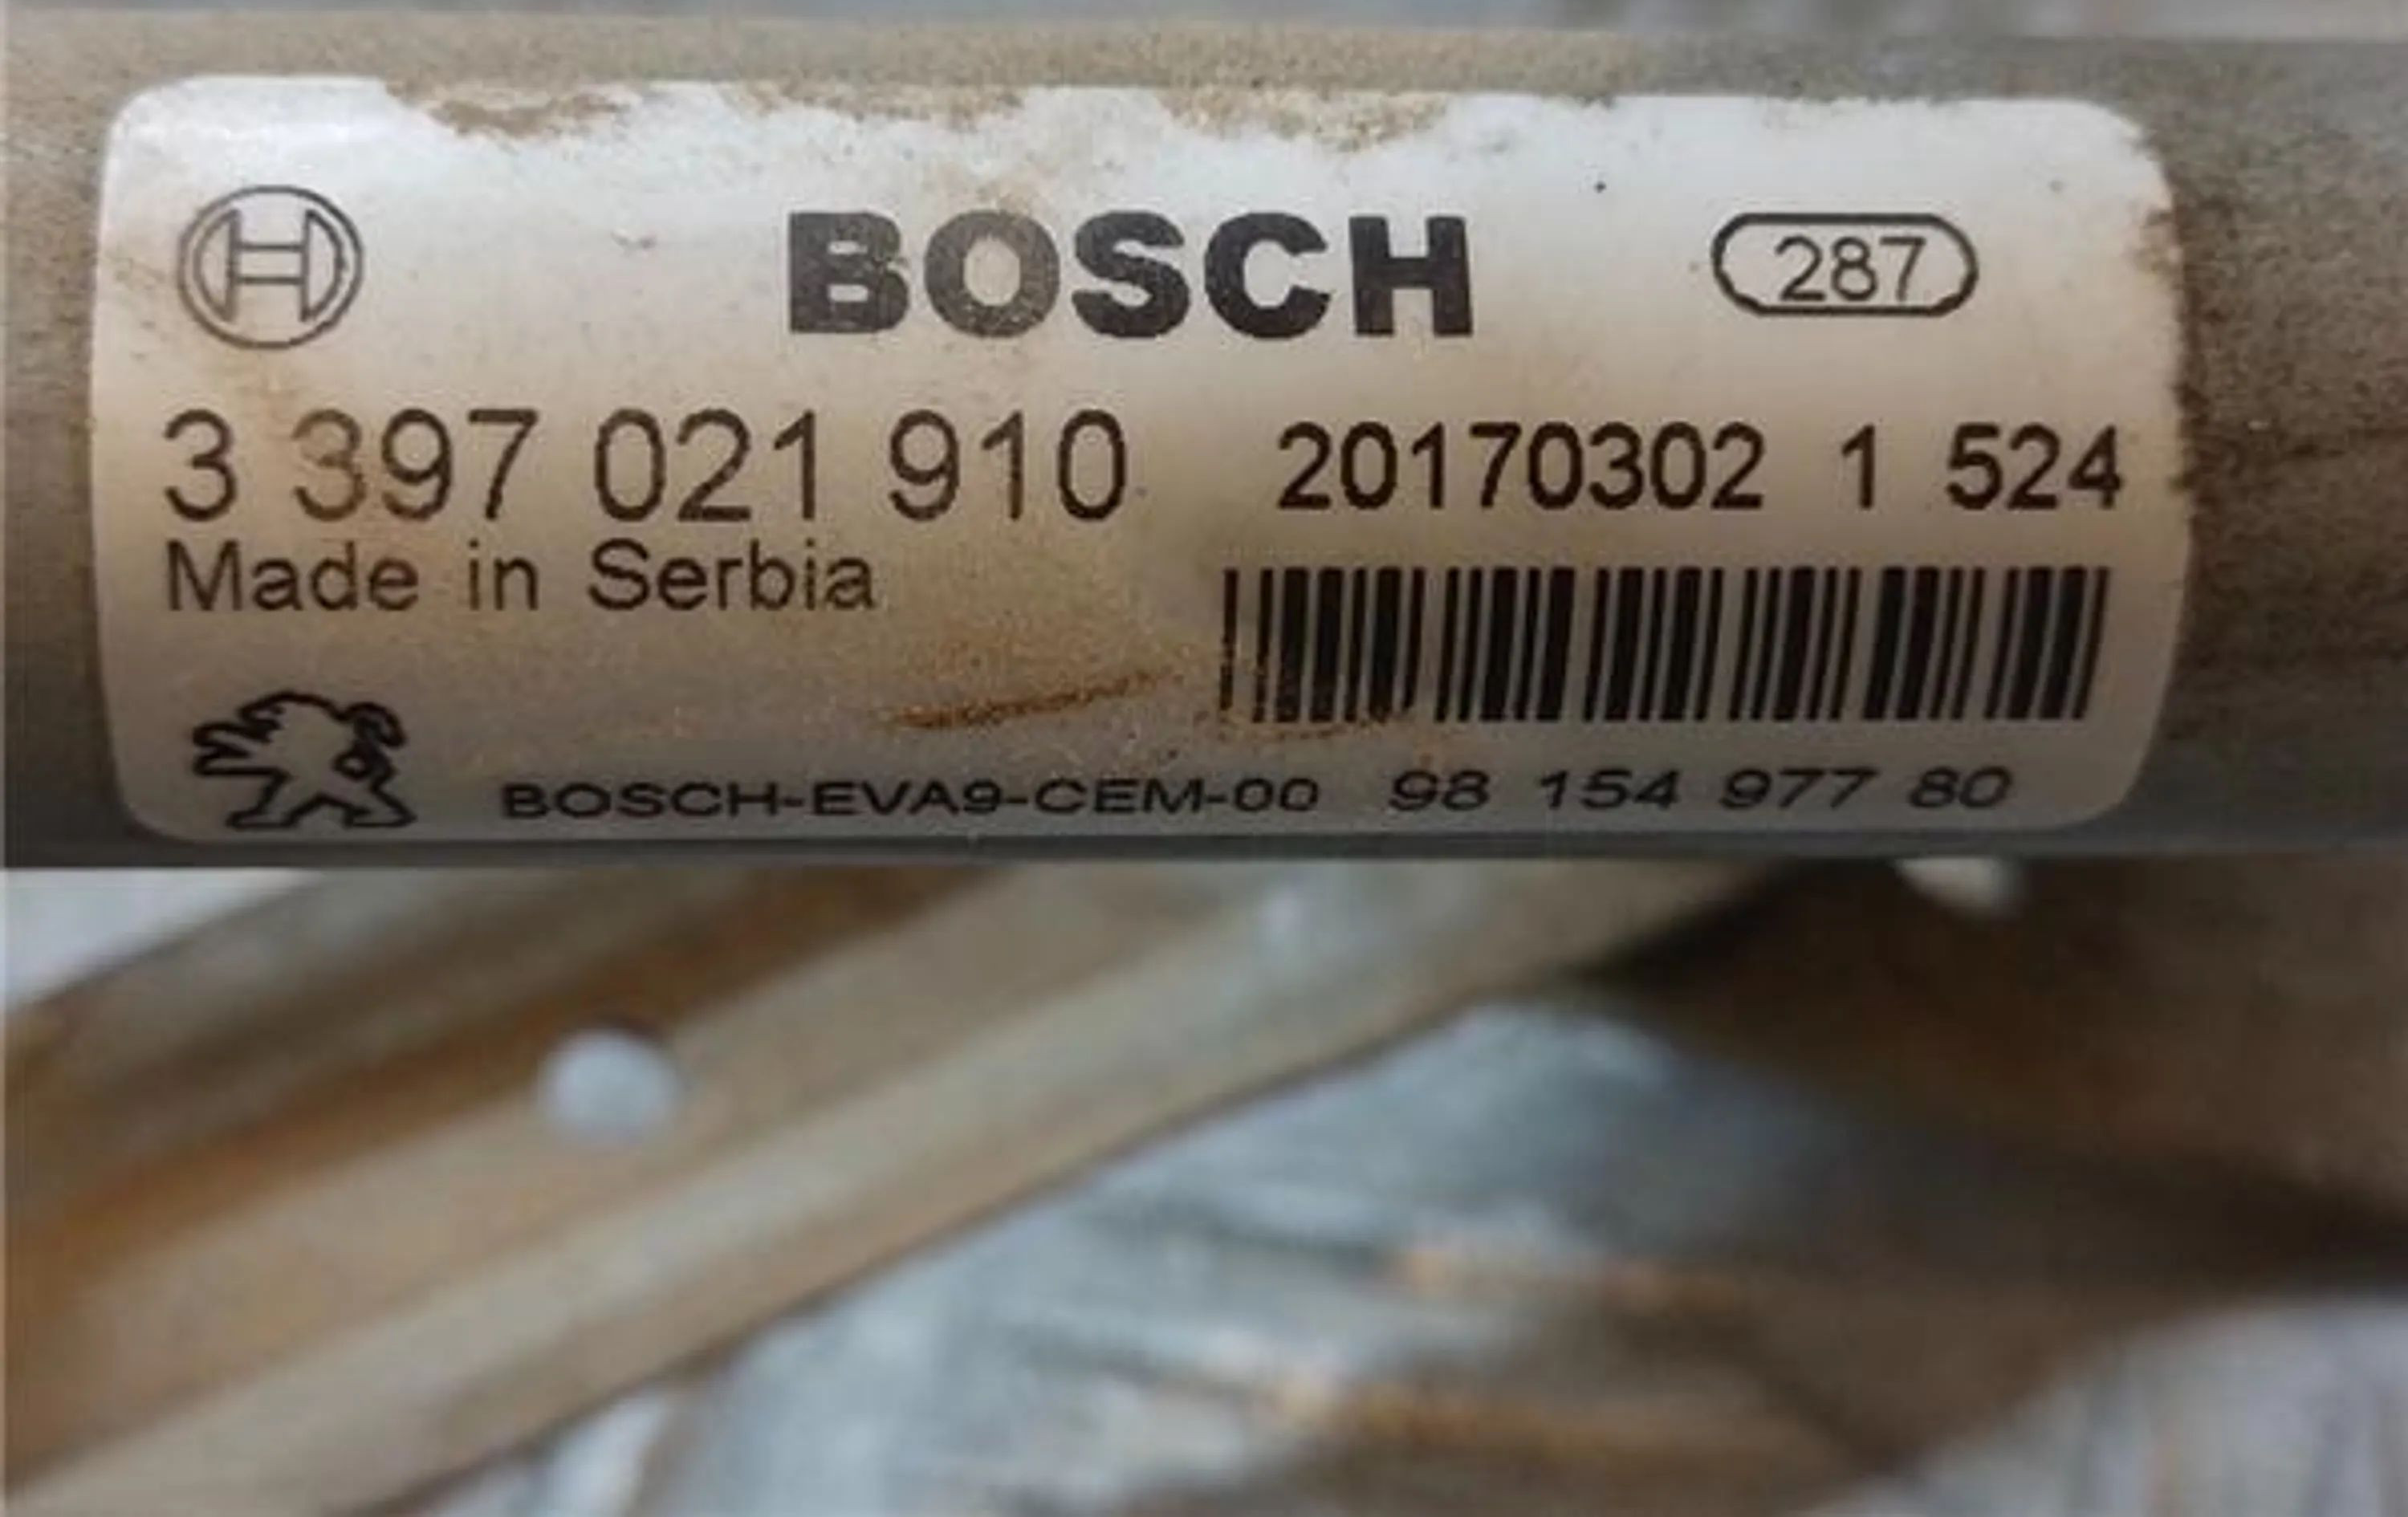 BOSCH 287
3 397 021 910 20170302 1 524
Made in Serbia
BOSCH-EVA9-CEM-00 98 154 977 80